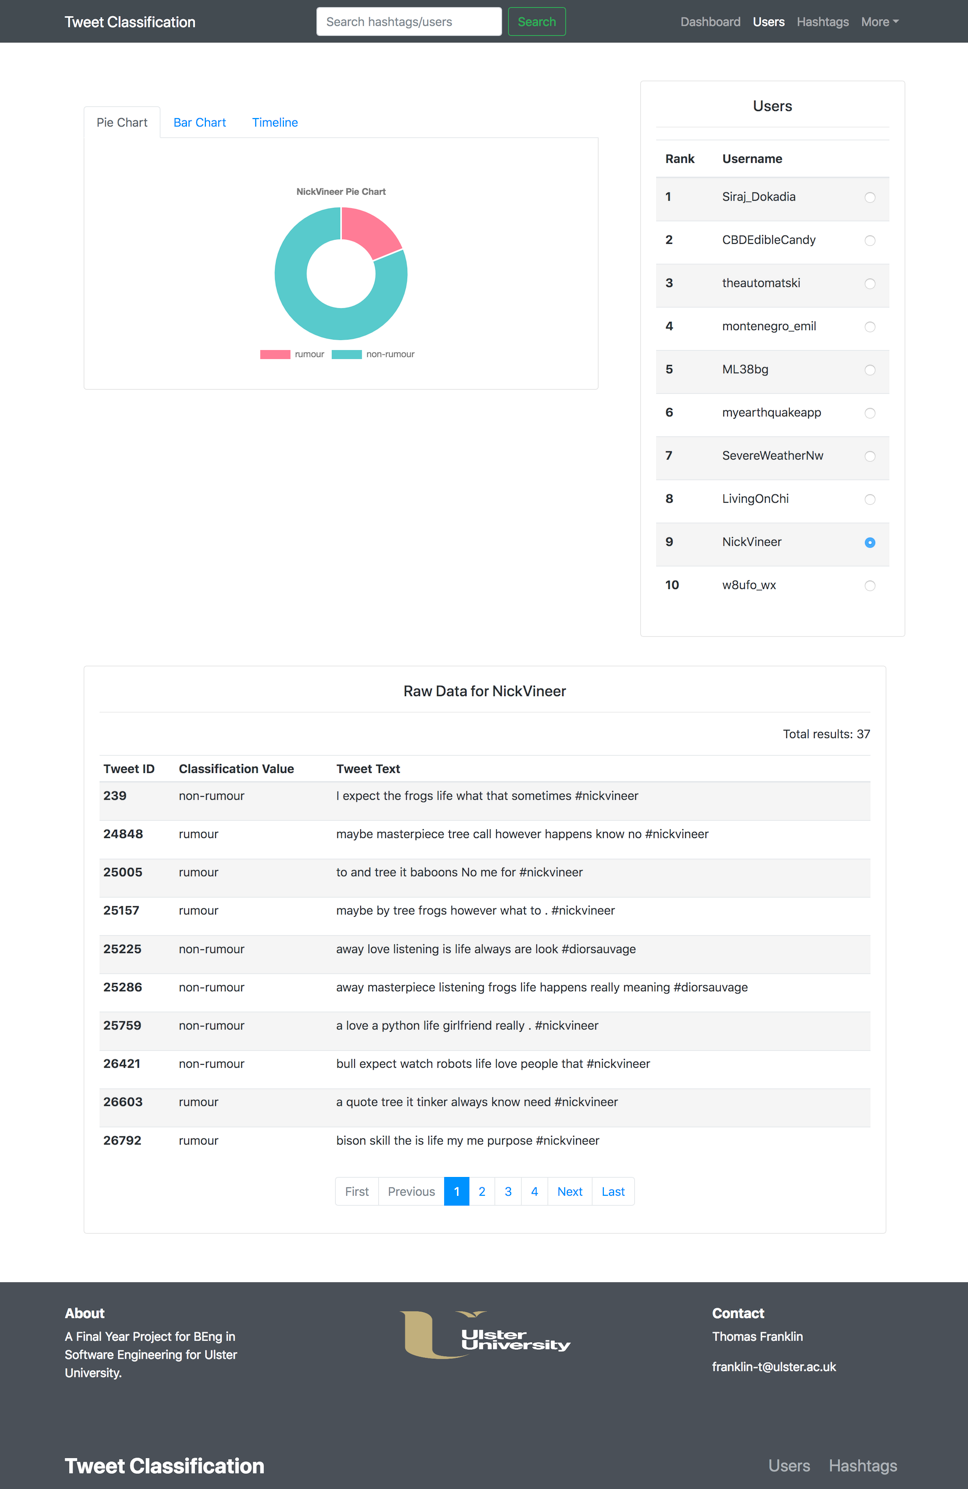 Tweet Classification
Search hashtags/users
Search
Dashboard Users Hashtags More
Pie Chart Bar Chart Timeline
NickVineer Pie Chart
rumour non-rumour
Users
Rank Username
1 Siraj_Dokadia
2 CBDEdibleCandy
3 theautomatski
4 montenegro_emil
5 ML38bg
6 myearthquakeapp
7 SevereWeatherNw
8 LivingOnChi
9 NickVineer
10 w8ufo_wx
Raw Data for NickVineer
Total results: 37
Tweet ID Classification Value Tweet Text
239 non-rumour I expect the frogs life what that sometimes #nickvineer
24848 rumour maybe masterpiece tree call however happens know no #nickvineer
25005 rumour to and tree it baboons No me for #nickvineer
25157 rumour maybe by tree frogs however what to . #nickvineer
25225 non-rumour away love listening is life always are look #diorsauvage
25286 non-rumour away masterpiece listening frogs life happens really meaning #diorsauvage
25759 non-rumour a love a python life girlfriend really . #nickvineer
26421 non-rumour bull expect watch robots life love people that #nickvineer
26603 rumour a quote tree it tinker always know need #nickvineer
26792 rumour bison skill the is life my me purpose #nickvineer
First Previous 1 2 3 4 Next Last
About
A Final Year Project for BEng in
Software Engineering for Ulster
University.
Ulster
University
Contact
Thomas Franklin
franklin-t@ulster.ac.uk
Tweet Classification
Users Hashtags